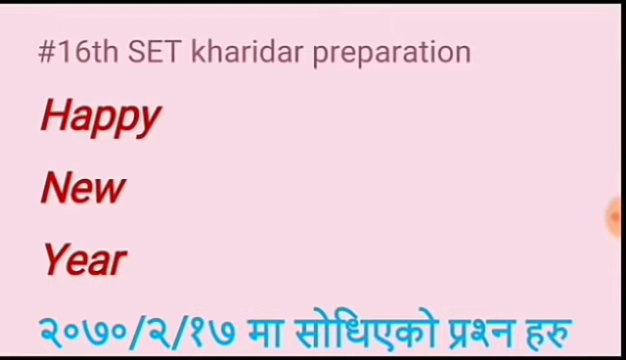 #16th SET kharidar preparation
Happy
New
Year
२०७०/२/१७ मा सोधिएको प्रश्न हरु